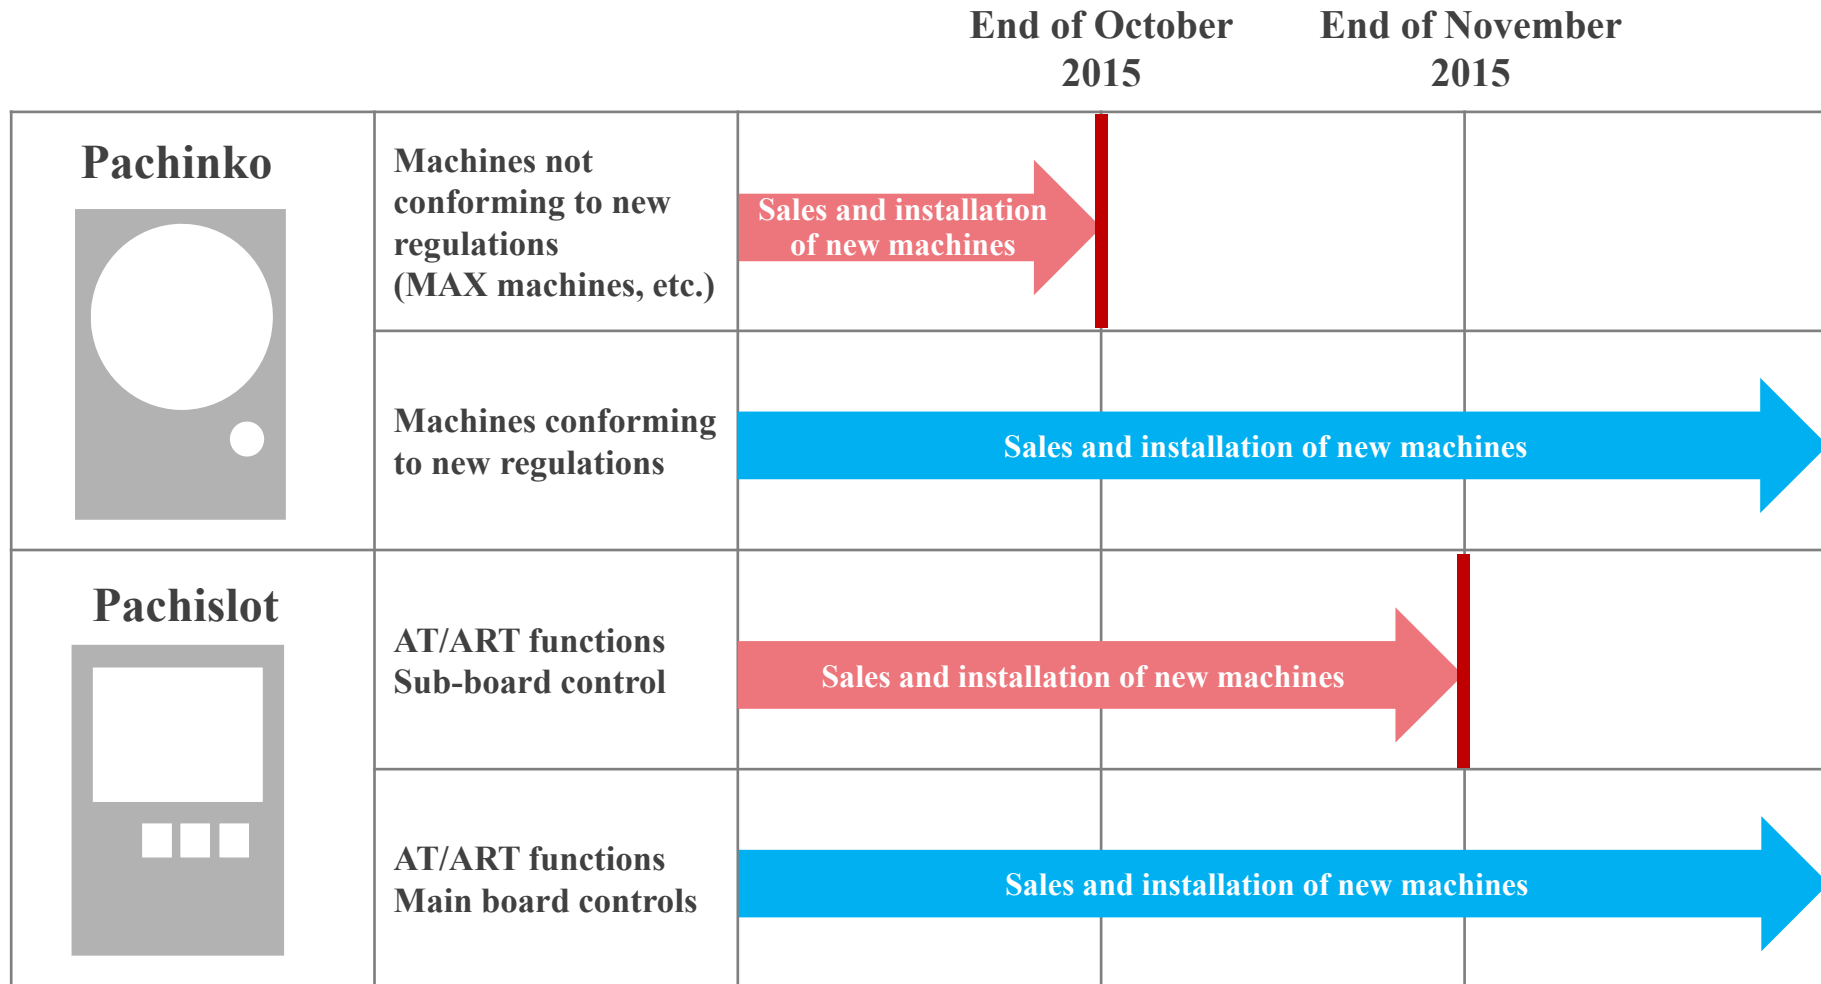 End of October
2015
End of November
2015
Pachinko
Machines not
conforming to new
regulations
(MAX machines, etc.)
Sales and installation
of new machines
Machines conforming
to new regulations
Sales and installation of new machines
Pachislot
AT/ART functions
Sub-board control
Sales and installation of new machines
AT/ART functions
Main board controls
Sales and installation of new machines